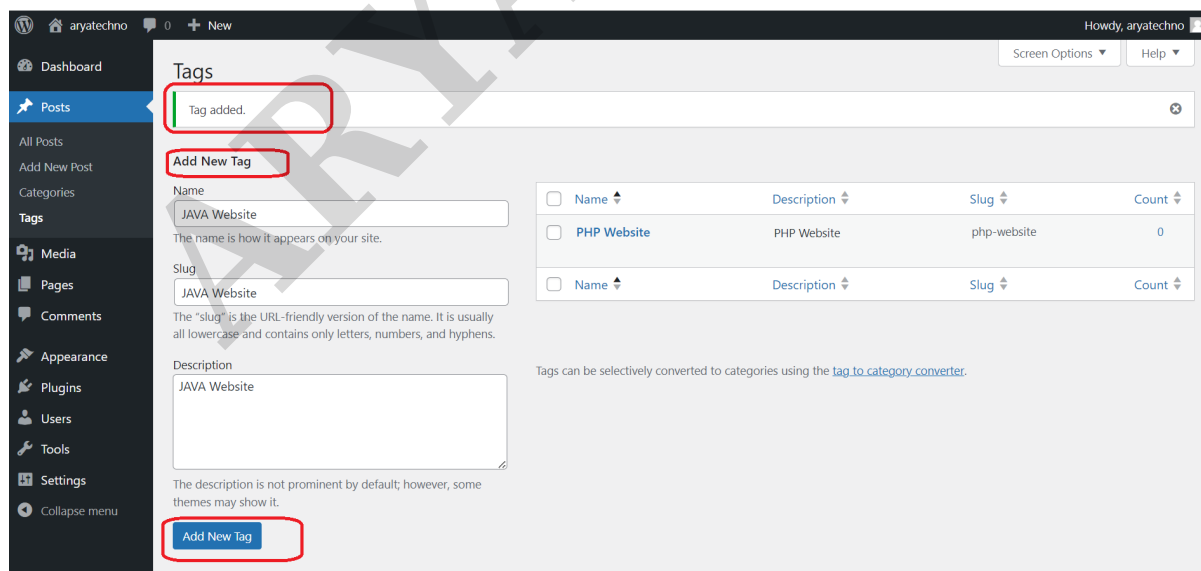 aryatechno 0 + New Howdy, aryatechno
Screen Options ▼ Help ▼
Dashboard
Posts
All Posts
Add New Post
Categories
Tags
Media
Pages
Comments
Appearance
Plugins
Users
Tools
Settings
Collapse menu
Tags
Tag added.
Add New Tag
Name
JAVA Website
The name is how it appears on your site.
Slug
JAVA Website
The “slug” is the URL-friendly version of the name. It is usually
all lowercase and contains only letters, numbers, and hyphens.
Description
JAVA Website
The description is not prominent by default; however, some
themes may show it.
Add New Tag
Name Description Slug Count
PHP Website PHP Website php-website 0
Name Description Slug Count
Tags can be selectively converted to categories using the tag to category converter.